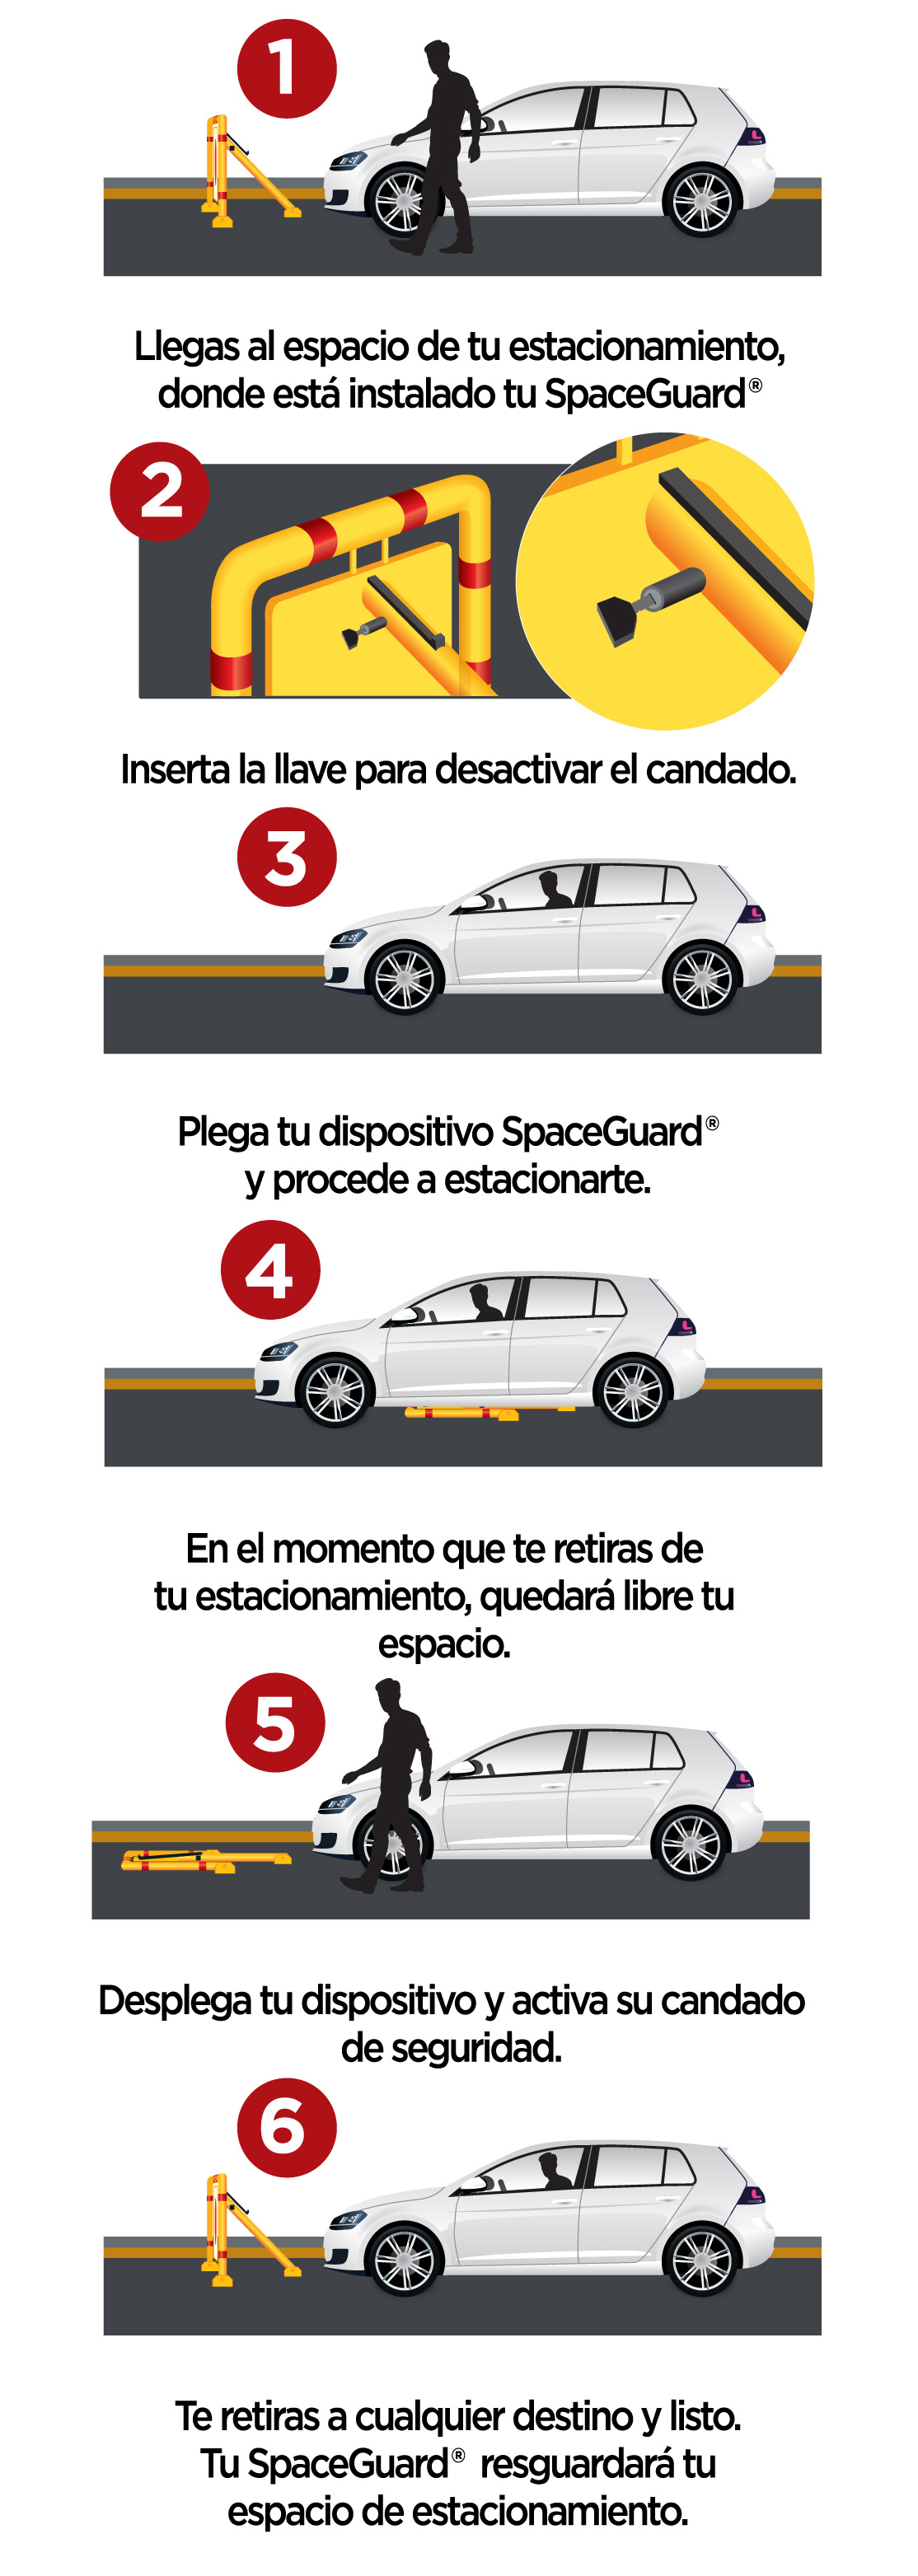 1
Llegas al espacio de tu estacionamiento,
donde está instalado tu SpaceGuard®
2
Inserta la llave para desactivar el candado.
3
Plega tu dispositivo SpaceGuard®
y procede a estacionarte.
4
En el momento que te retiras de
tu estacionamiento, quedará libre tu
espacio.
5
Desplega tu dispositivo y activa su candado
de seguridad.
6
Te retiras a cualquier destino y listo.
Tu SpaceGuard® resguardará tu
espacio de estacionamiento.